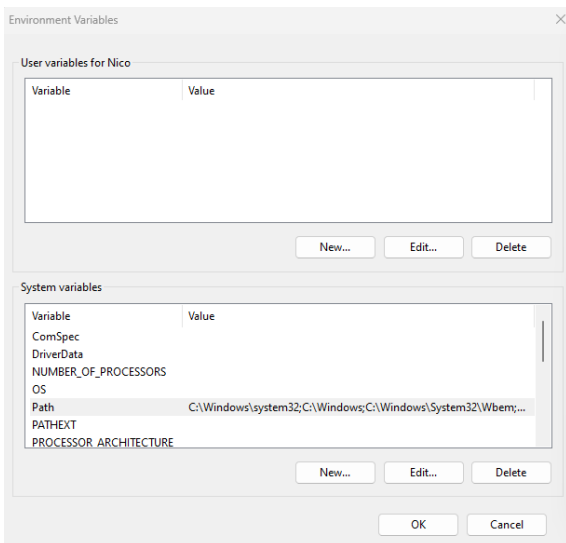 Environment Variables
User variables for Nico
Variable Value
New... Edit... Delete
System variables
Variable Value
ComSpec
DriverData
NUMBER_OF_PROCESSORS
OS
Path C:\Windows\system32;C:\Windows;C:\Windows\System32\Wbem;...
PATHEXT
PROCESSOR_ARCHITECTURE
New... Edit... Delete
OK Cancel